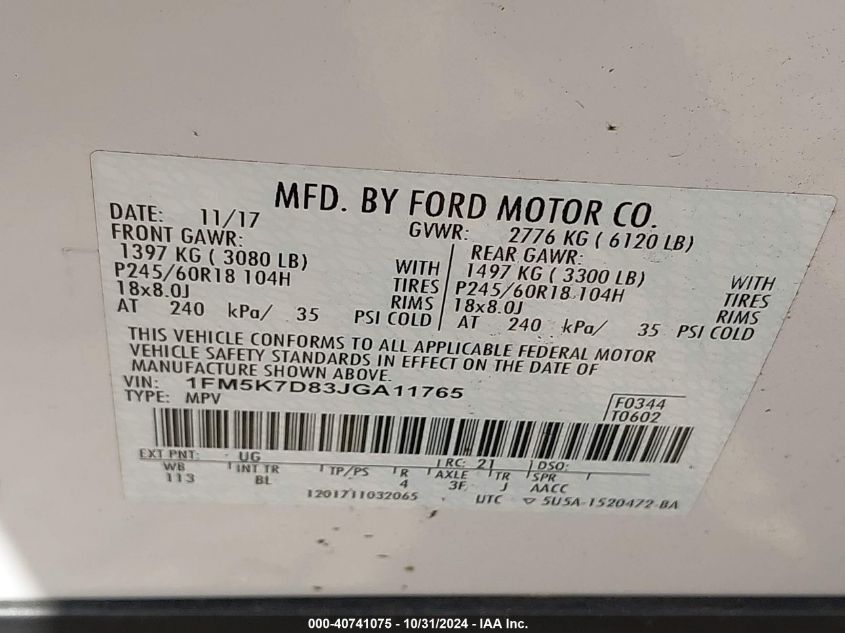 MFD. BY FORD MOTOR CO.
DATE: 11/17 GVWR: 2776 KG ( 6120 LB)
FRONT GAWR: REAR GAWR:
1397 KG ( 3080 LB) WITH 1497 KG ( 3300 LB) WITH
P245/60R18 104H TIRES P245/60R18 104H TIRES
18x8.0J RIMS 18x8.0J RIMS
AT 240 kPa/ 35 PSI COLD AT 240 kPa/ 35 PSI COLD
THIS VEHICLE CONFORMS TO ALL APPLICABLE FEDERAL MOTOR
VEHICLE SAFETY STANDARDS IN EFFECT ON THE DATE OF
MANUFACTURE SHOWN ABOVE.
VIN: 1FM5K7D83JGA11765
TYPE: MPV
F0344
T0602
EXT PNT: UG RC: 21 DSO:
WB INT TR TP/PS R AXLE TR SPR
113 BL 4 3F J AACC
1201711032065 UTC ▽ 5U5A-1520472-BA
000-40741075 - 10/31/2024 - IAA Inc.